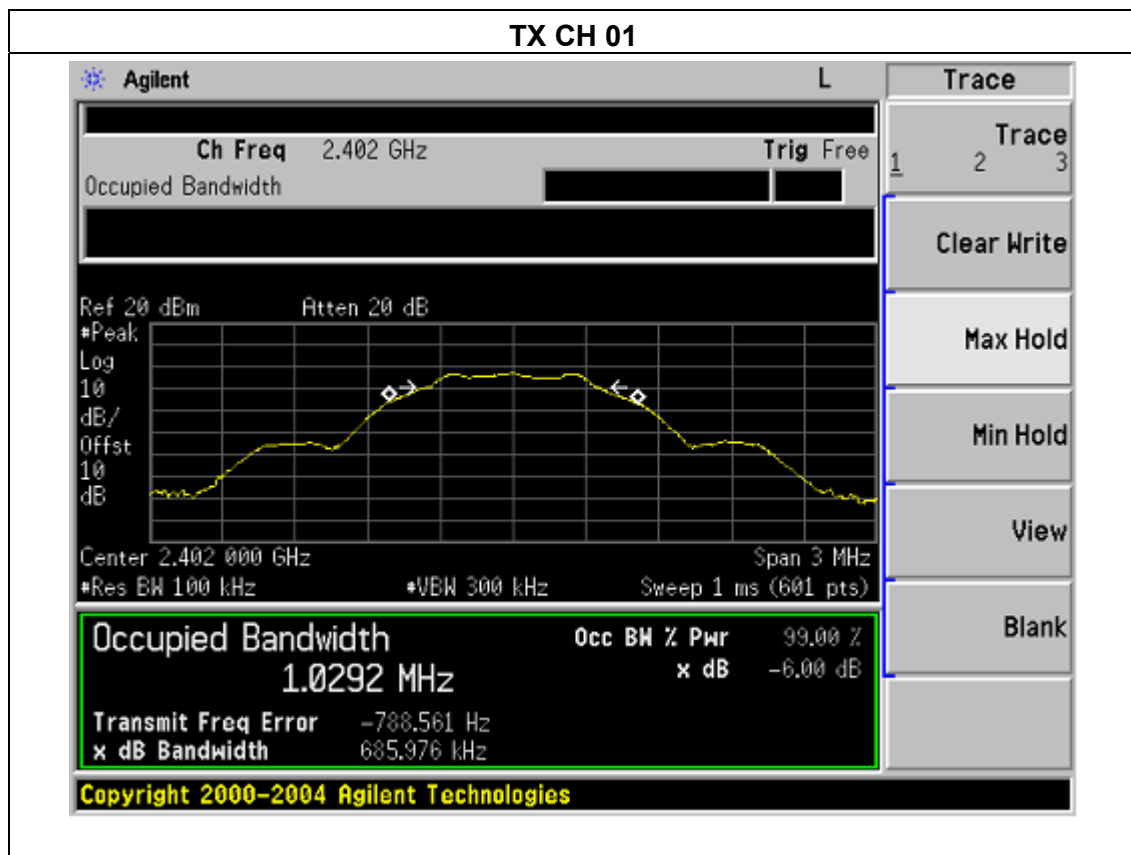 TX CH 01
Agilent L Trace
Ch Freq 2.402 GHz Trig Free
Occupied Bandwidth
Trace
1 2 3
Clear Write
Max Hold
Min Hold
View
Blank
Ref 20 dBm Atten 20 dB
#Peak
Log
10
dB/
Offst
10
dB
Center 2.402 000 GHz Span 3 MHz
#Res BW 100 kHz #VBW 300 kHz Sweep 1 ms (601 pts)
Occupied Bandwidth Occ BW % Pwr 99.00 %
1.0292 MHz x dB -6.00 dB
Transmit Freq Error -788.561 Hz
x dB Bandwidth 685.976 kHz
Copyright 2000-2004 Agilent Technologies